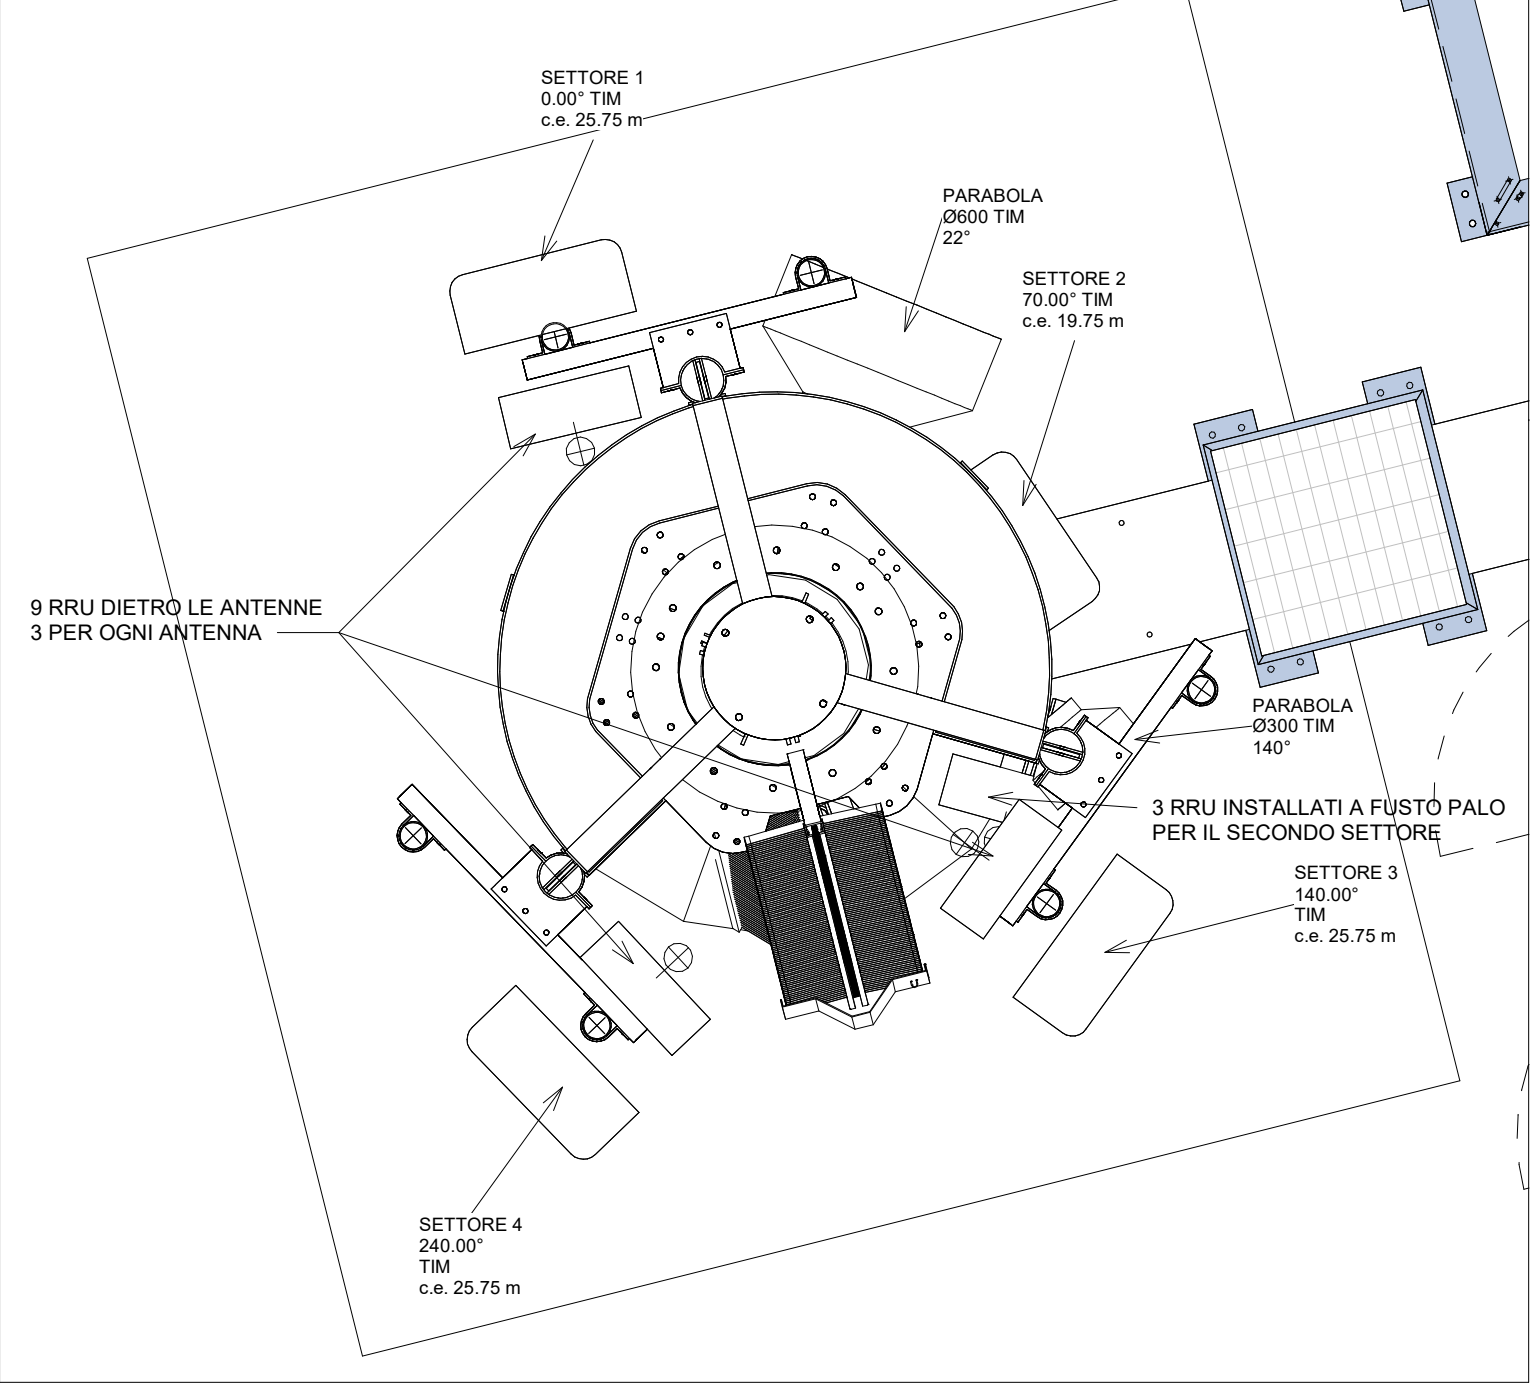 SETTORE 1
0.00° TIM
c.e. 25.75 m
PARABOLA
Ø600 TIM
22°
SETTORE 2
70.00° TIM
c.e. 19.75 m
9 RRU DIETRO LE ANTENNE
3 PER OGNI ANTENNA
PARABOLA
Ø300 TIM
140°
3 RRU INSTALLATI A FUSTO PALO
PER IL SECONDO SETTORE
SETTORE 3
140.00°
TIM
c.e. 25.75 m
SETTORE 4
240.00°
TIM
c.e. 25.75 m